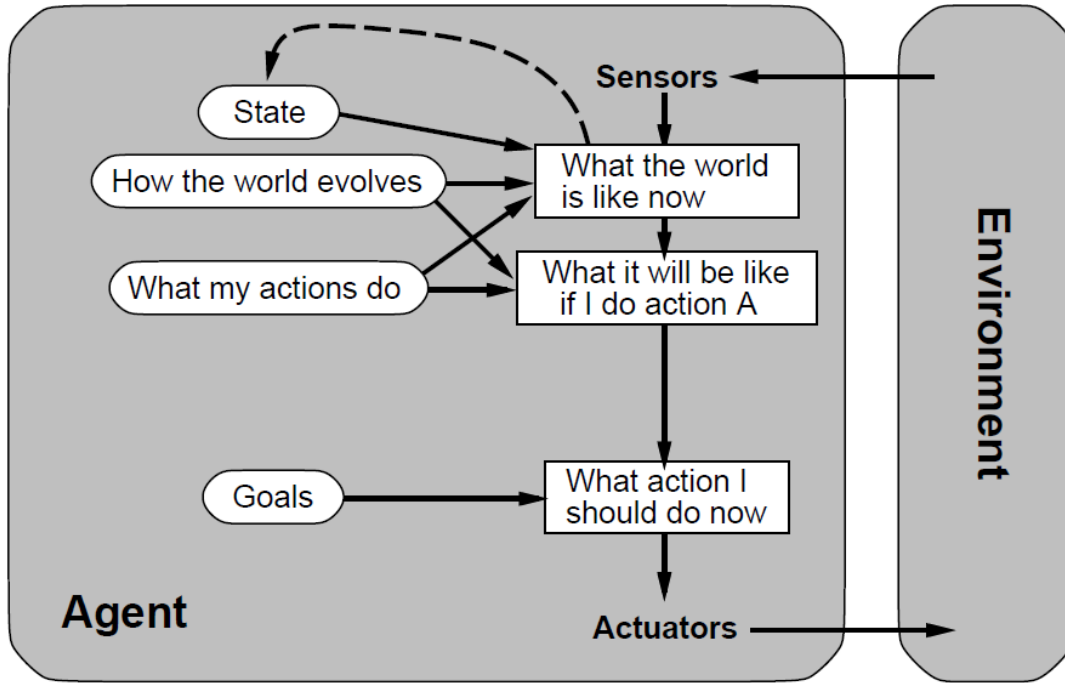 Sensors
State
What the world
is like now
How the world evolves
What it will be like
if I do action A
What my actions do
Environment
What action I
should do now
Goals
Agent
Actuators